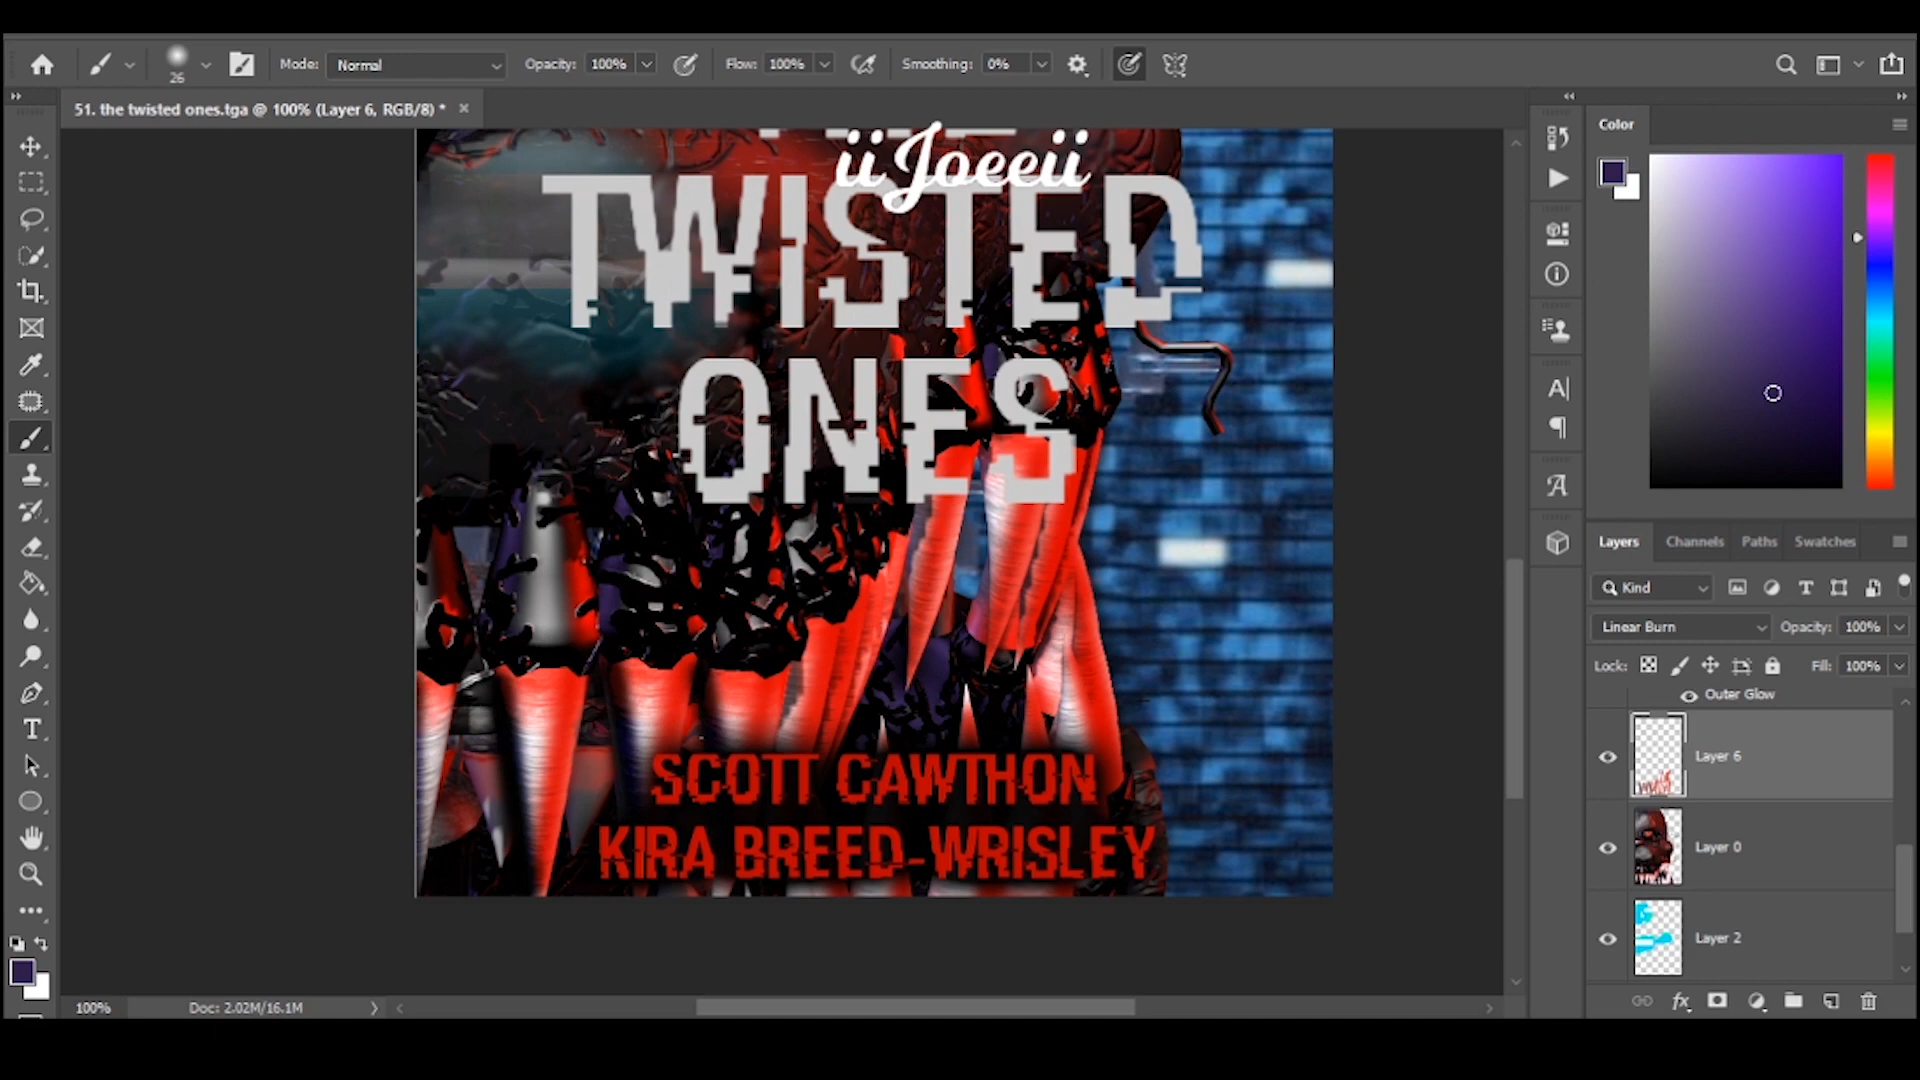 26
Mode: Normal
Opacity: 100%
Flow: 100%
Smoothing: 0%
51. the twisted ones.tga @ 100% (Layer 6, RGB/8) *
Color
iiJoeeii
TWISTED
ONES
SCOTT CAWTHON
KIRA BREED-WRISLEY
Layers Channels Paths Swatches
Kind
Linear Burn Opacity: 100%
Lock: Fill: 100%
Outer Glow
Layer 6
Layer 0
Layer 2
100% Doc: 2.02M/16.1M